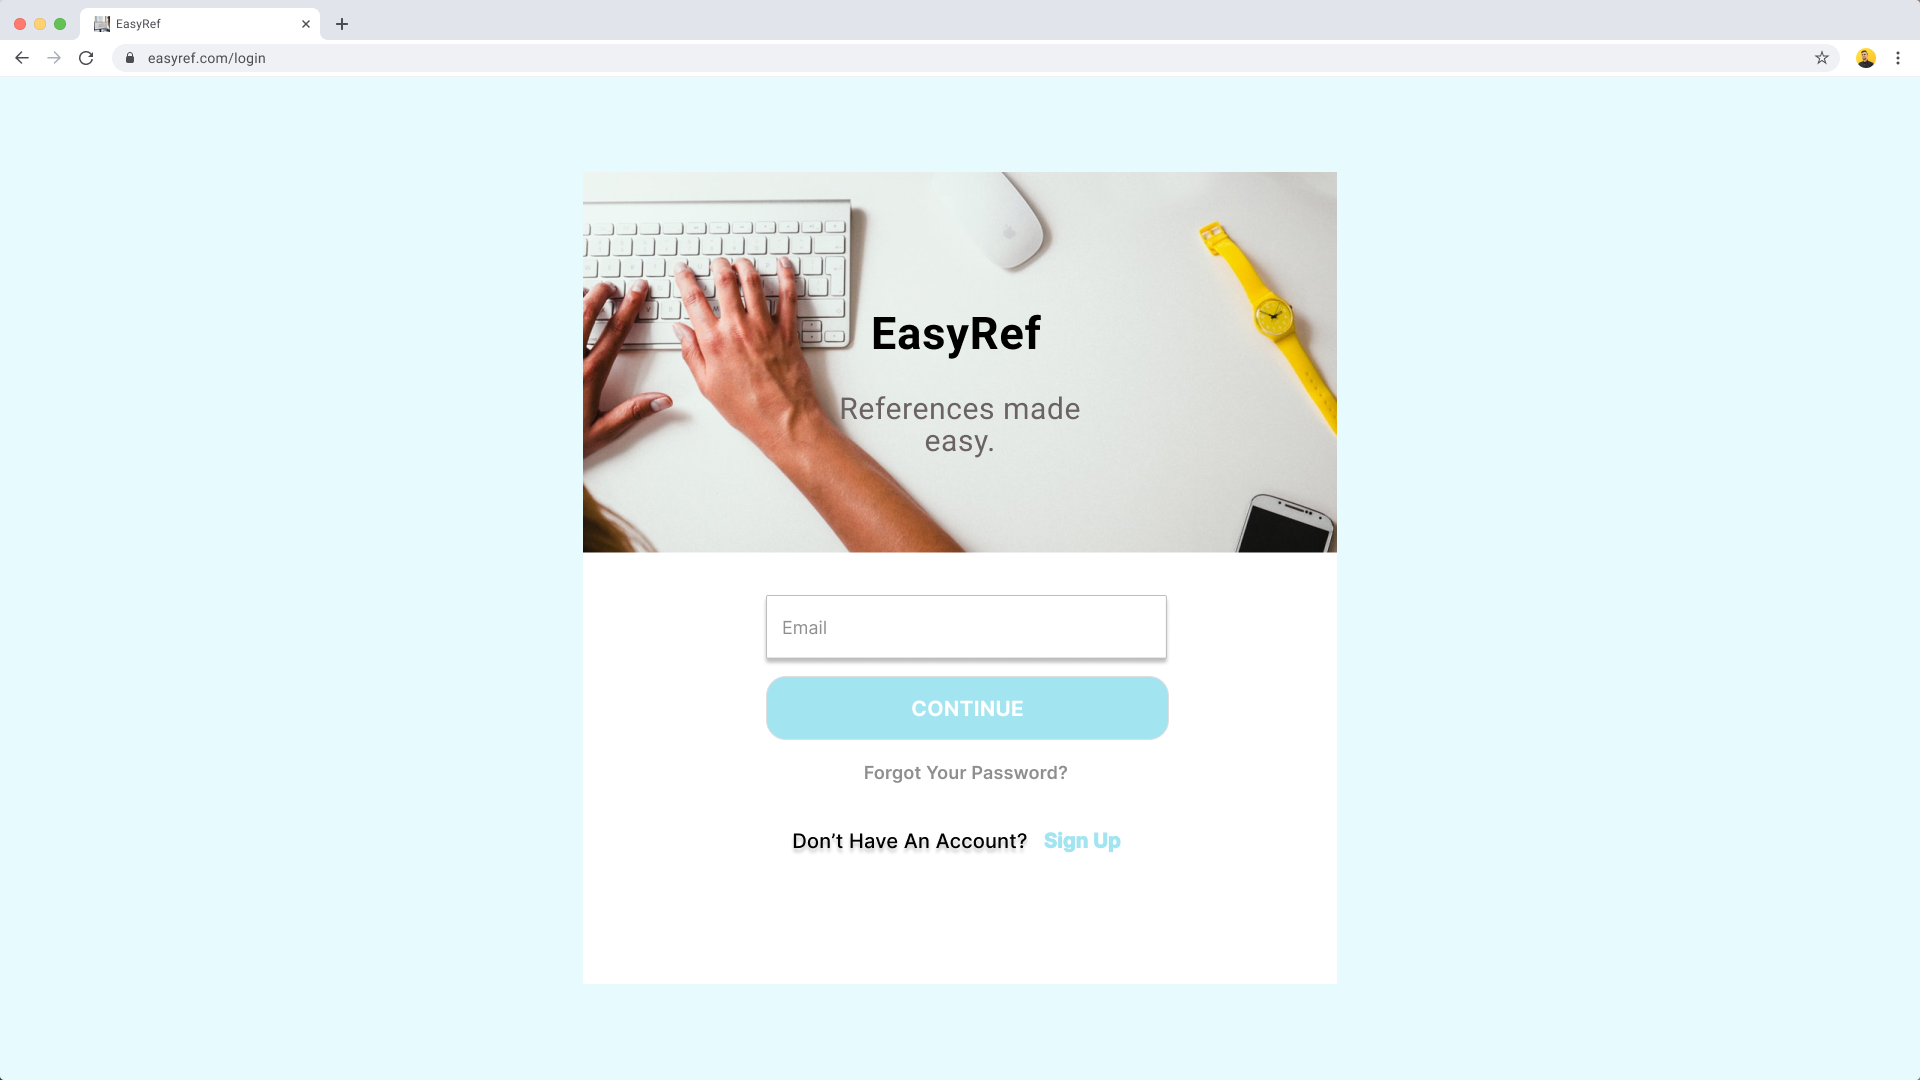 EasyRef
easyref.com/login
EasyRef
References made
easy.
Email
CONTINUE
Forgot Your Password?
Don’t Have An Account? Sign Up